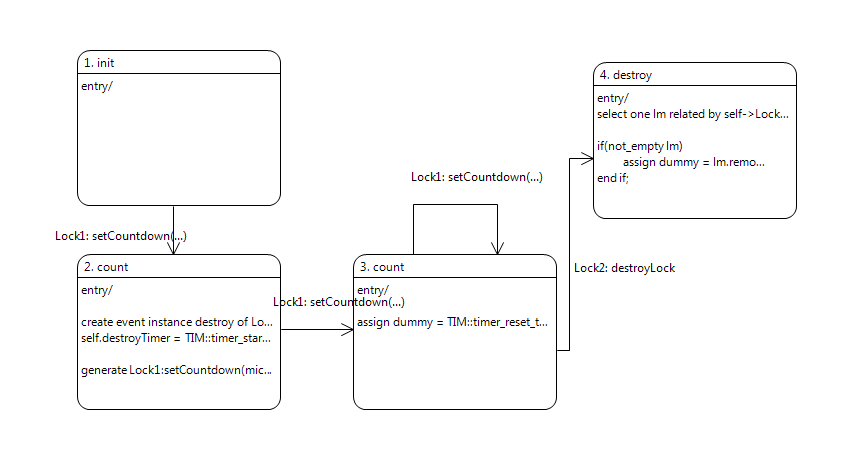 1. init
entry/
Lock1: setCountdown(...)
2. count
entry/
create event instance destroy of Lo...
self.destroyTimer = TIM::timer_star...
generate Lock1:setCountdown(mic...
Lock1: setCountdown(...)
Lock1: setCountdown(...)
3. count
entry/
assign dummy = TIM::timer_reset_t...
Lock2: destroyLock
4. destroy
entry/
select one lm related by self->Lock...
if(not_empty lm)
assign dummy = lm.remo...
end if;